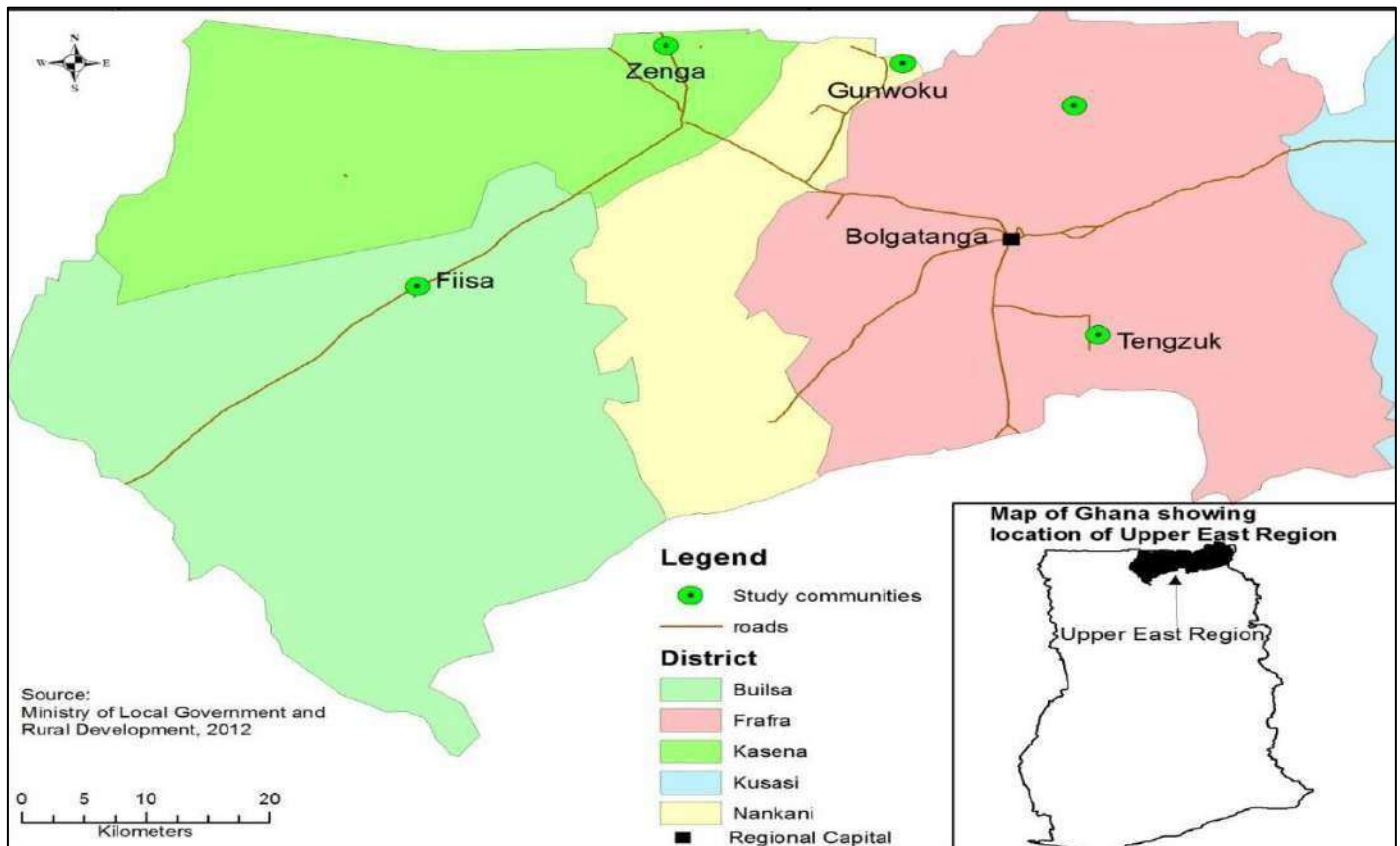 N
W E
S
Zenga
Gunwoku
Bolgatanga
Fiisa
Tengzuk
Legend
Study communities
roads
District
Builsa
Frafra
Kasena
Kusasi
Nankani
Regional Capital
Source:
Ministry of Local Government and
Rural Development, 2012
0 5 10 20
Kilometers
Map of Ghana showing
location of Upper East Region
Upper East Region